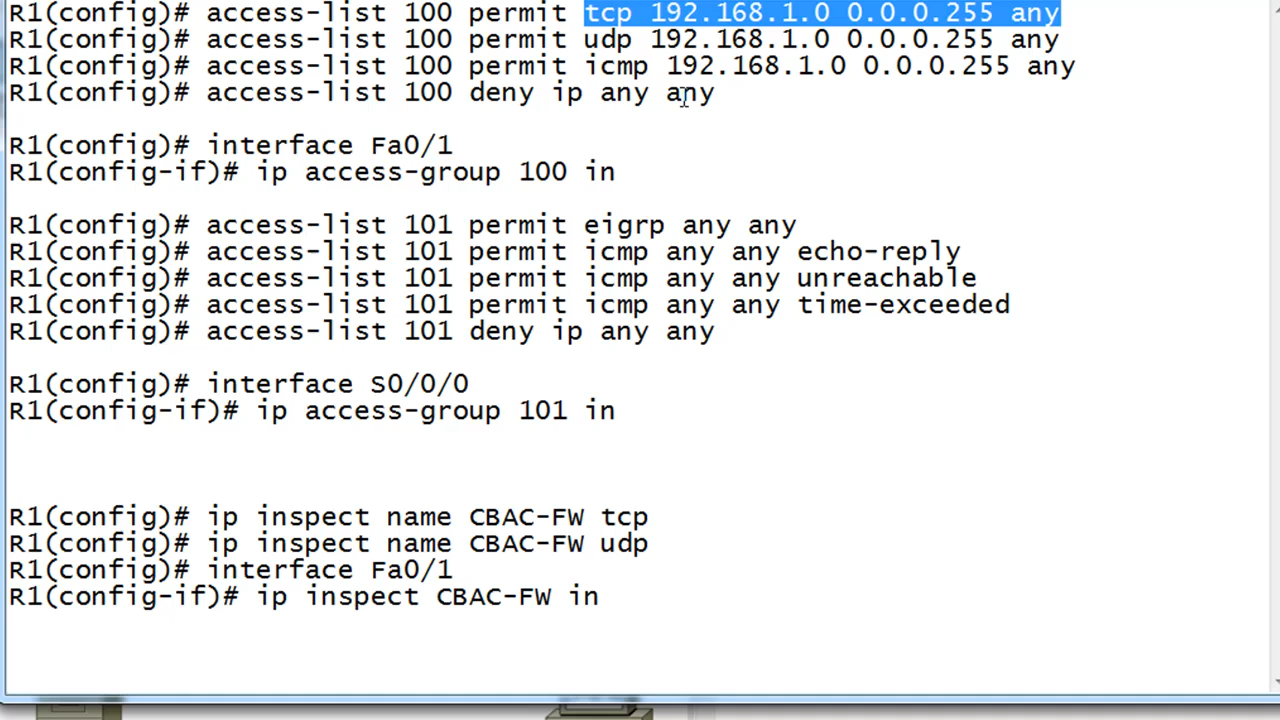 R1(config)# access-list 100 permit tcp 192.168.1.0 0.0.0.255 any
R1(config)# access-list 100 permit udp 192.168.1.0 0.0.0.255 any
R1(config)# access-list 100 permit icmp 192.168.1.0 0.0.0.255 any
R1(config)# access-list 100 deny ip any any
R1(config)# interface Fa0/1
R1(config-if)# ip access-group 100 in
R1(config)# access-list 101 permit eigrp any any
R1(config)# access-list 101 permit icmp any any echo-reply
R1(config)# access-list 101 permit icmp any any unreachable
R1(config)# access-list 101 permit icmp any any time-exceeded
R1(config)# access-list 101 deny ip any any
R1(config)# interface S0/0/0
R1(config-if)# ip access-group 101 in
R1(config)# ip inspect name CBAC-FW tcp
R1(config)# ip inspect name CBAC-FW udp
R1(config)# interface Fa0/1
R1(config-if)# ip inspect CBAC-FW in